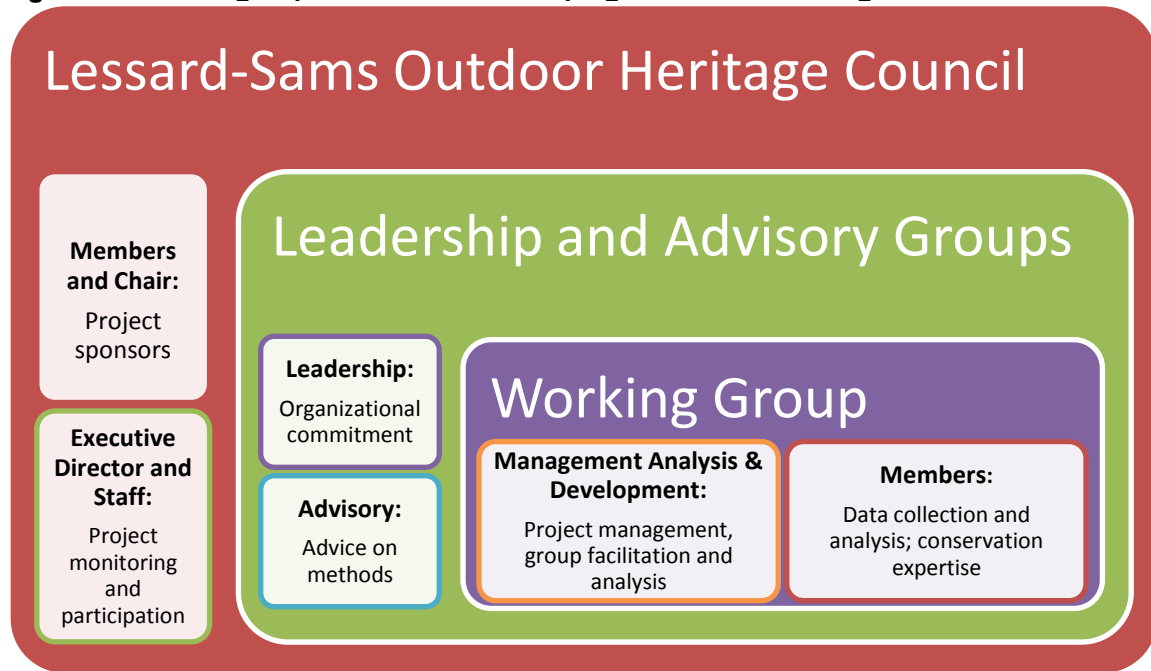 Lessard-Sams Outdoor Heritage Council
Members
and Chair:
Project
sponsors
Executive
Director and
Staff:
Project
monitoring
and
participation
Leadership and Advisory Groups
Leadership:
Organizational
commitment
Advisory:
Advice on
methods
Working Group
Management Analysis &
Development:
Project management,
group facilitation and
analysis
Members:
Data collection and
analysis; conservation
expertise